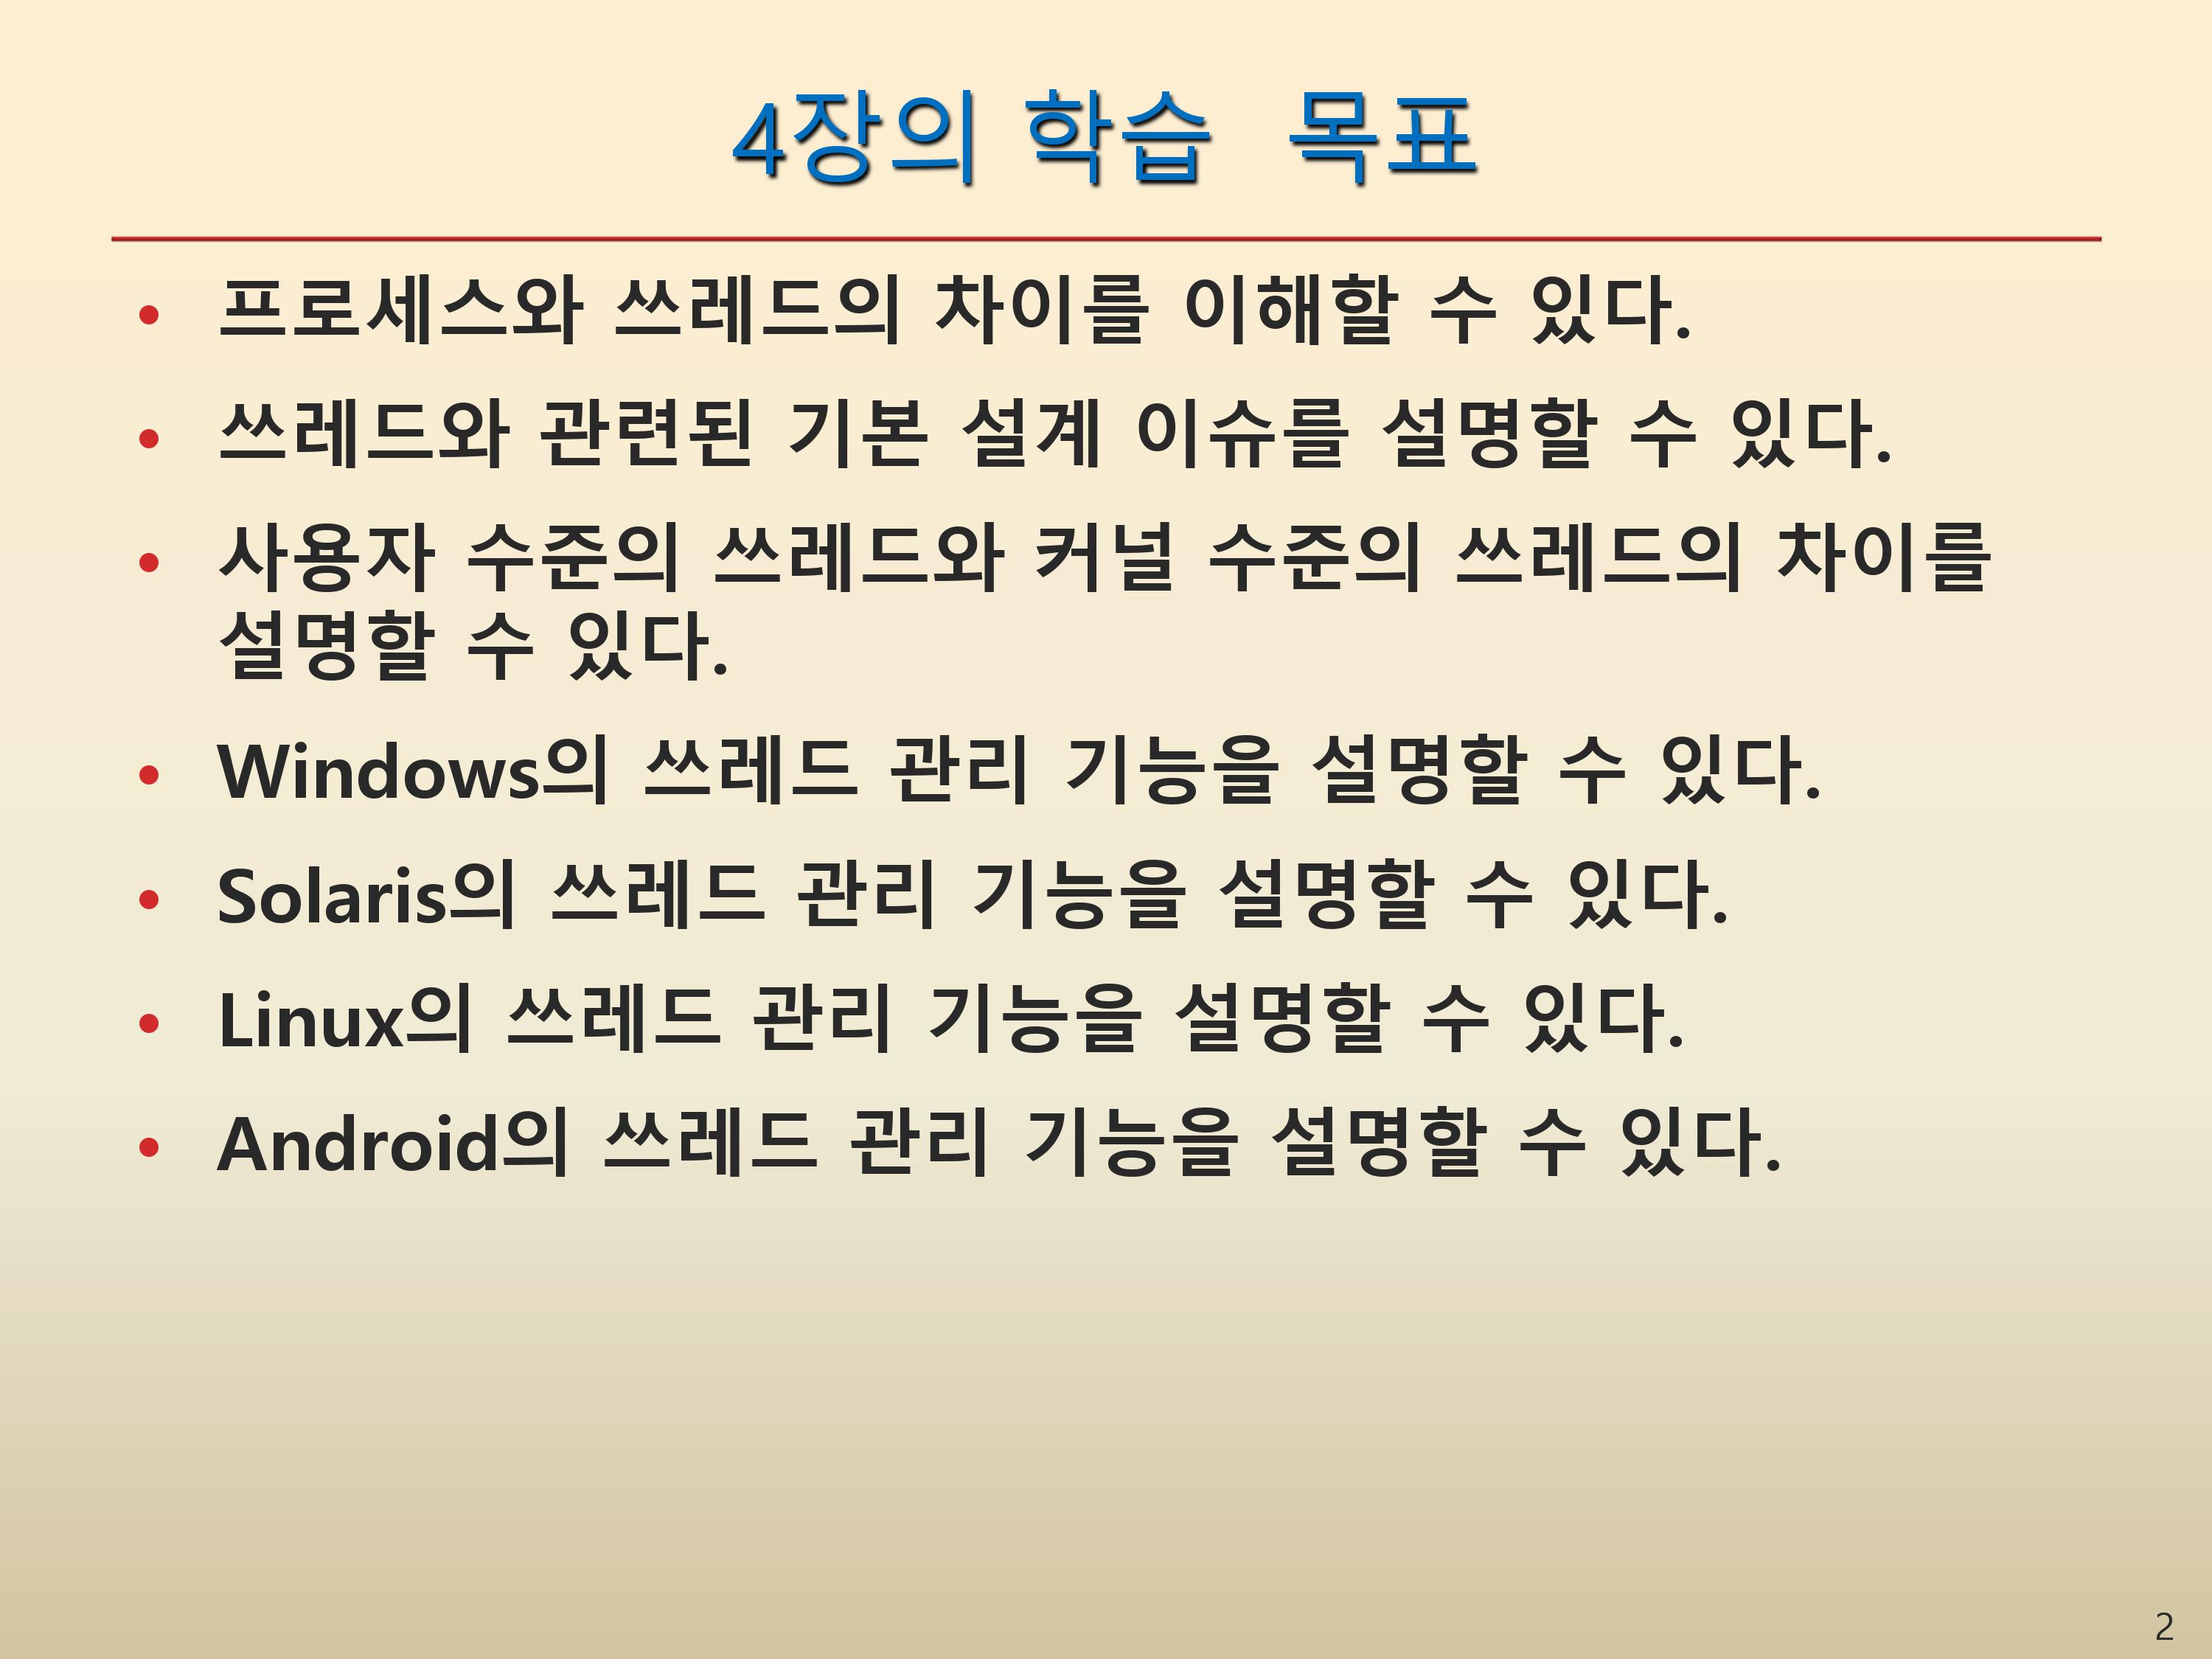 4장의 학습 목표
• 프로세스와 쓰레드의 차이를 이해할 수 있다.
• 쓰레드와 관련된 기본 설계 이슈를 설명할 수 있다.
• 사용자 수준의 쓰레드와 커널 수준의 쓰레드의 차이를
설명할 수 있다.
• Windows의 쓰레드 관리 기능을 설명할 수 있다.
• Solaris의 쓰레드 관리 기능을 설명할 수 있다.
• Linux의 쓰레드 관리 기능을 설명할 수 있다.
• Android의 쓰레드 관리 기능을 설명할 수 있다.
2